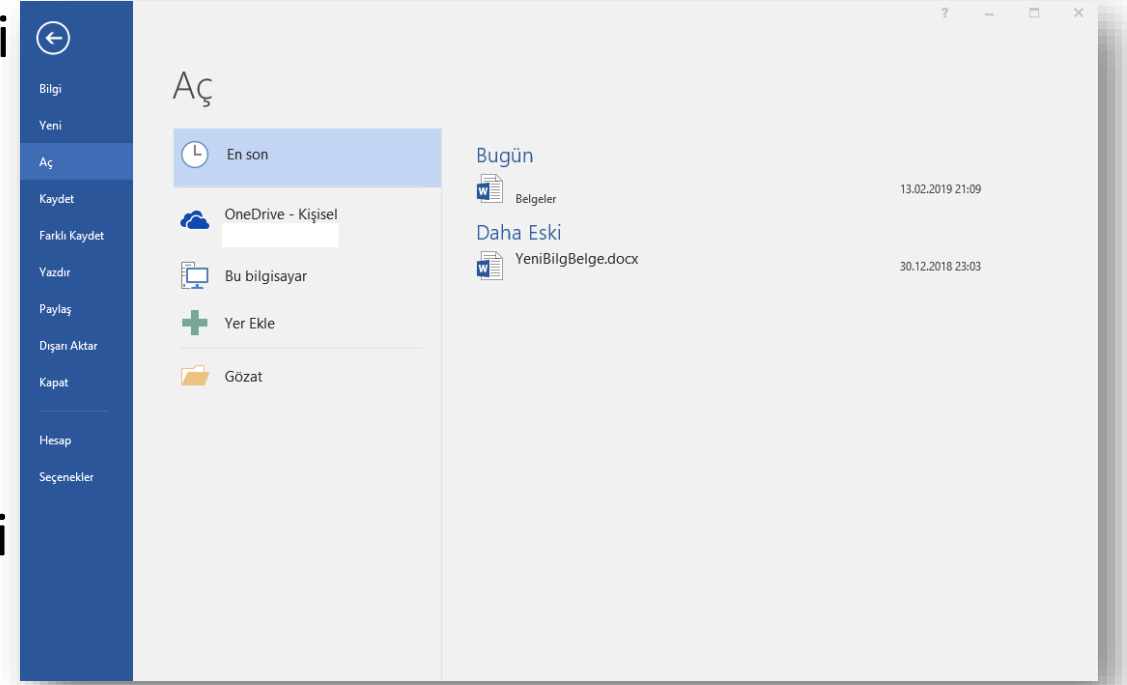 i
?
Bilgi
Yeni
Aç
Kaydet
Farklı Kaydet
Yazdır
Paylaş
Dışarı Aktar
Kapat
Hesap
Seçenekler
i
Aç
En son
OneDrive - Kişisel
Bu bilgisayar
Yer Ekle
Gözat
Bugün
Belgeler
13.02.2019 21:09
Daha Eski
YeniBilgBelge.docx
30.12.2018 23:03